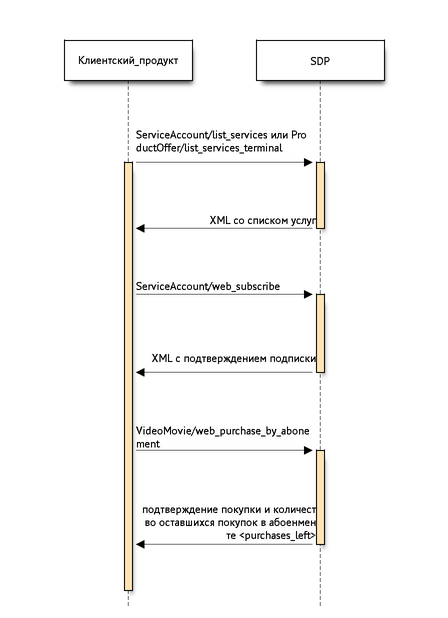 Клиентский_продукт
SDP
ServiceAccount/list_services или Pro
ductOffer/list_services_terminal
XML со списком услуг
ServiceAccount/web_subscribe
XML с подтверждением подписки
VideoMovie/web_purchase_by_abone
ment
подтверждение покупки и количест
во оставшихся покупок в абоенмен
те <purchases_left>